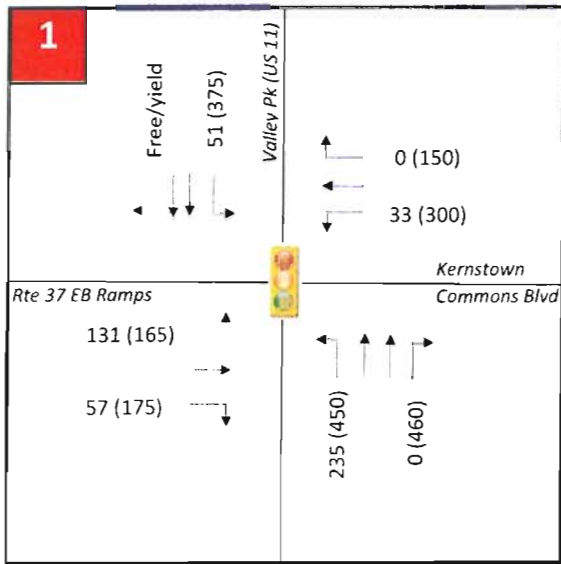 1
Free/yield
51 (375)
Valley Pk (US 11)
0 (150)
33 (300)
Kernstown
Commons Blvd
Rte 37 EB Ramps
131 (165)
57 (175)
235 (450)
0 (460)